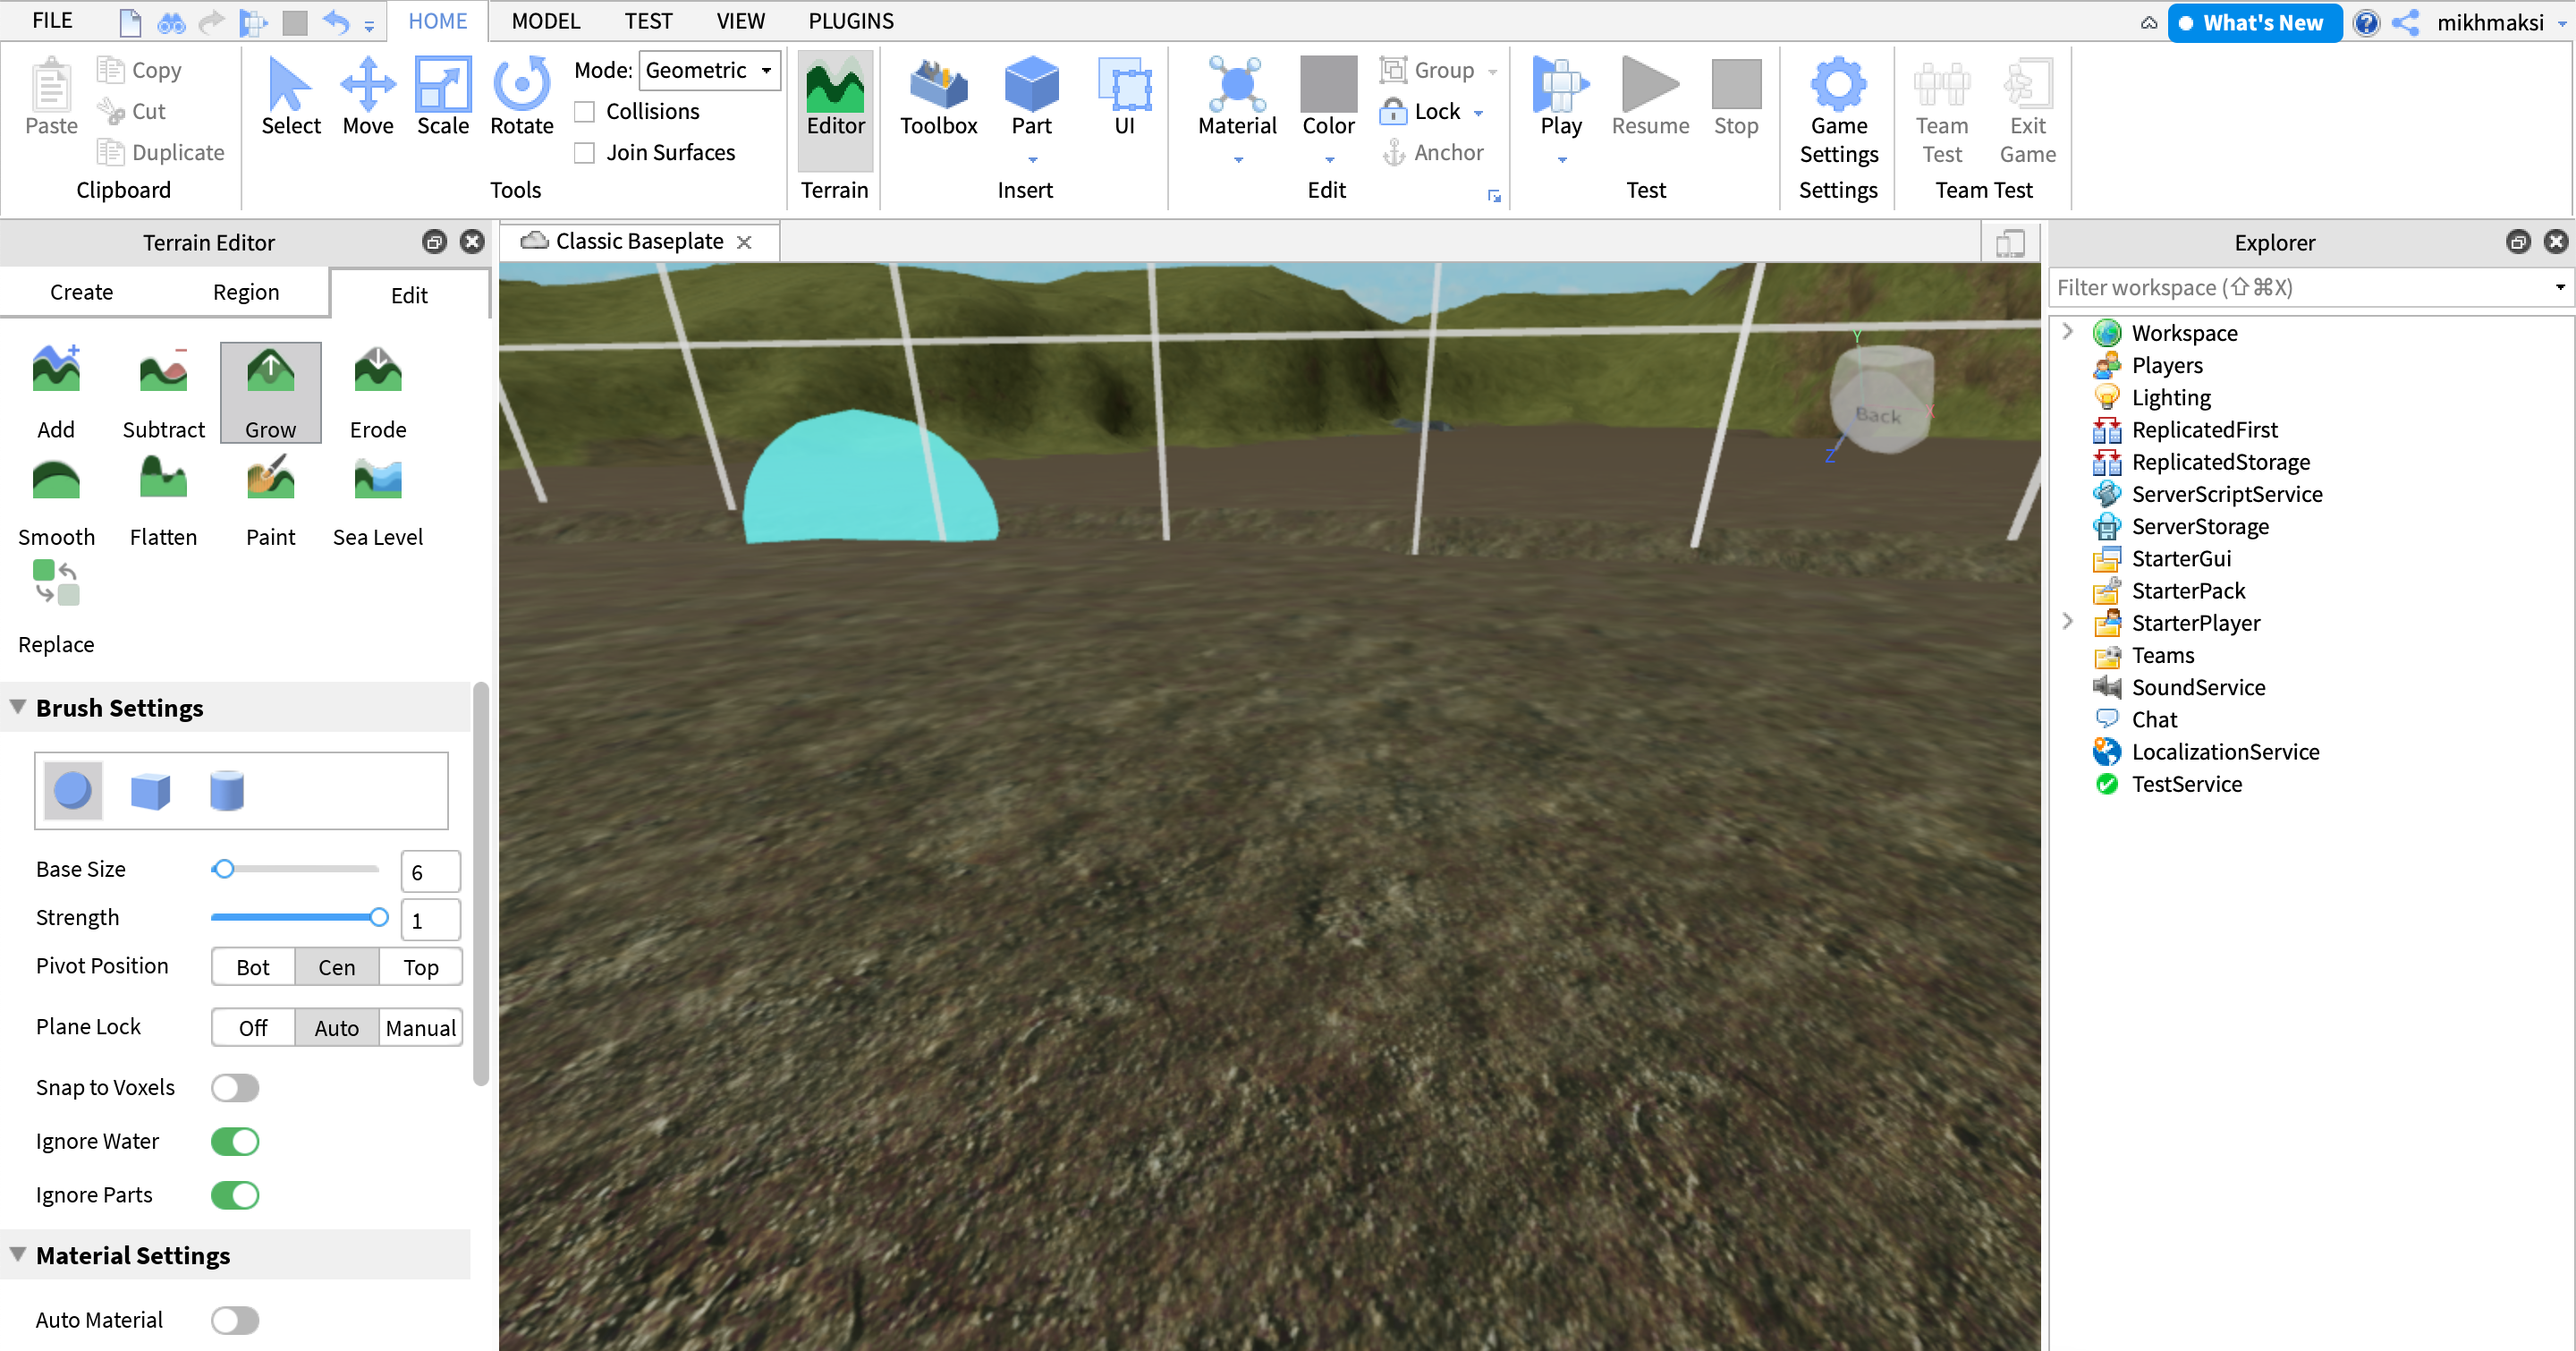 FILE
HOME
MODEL
TEST
VIEW
PLUGINS
What's New
mikhmaksi
Paste
Copy
Cut
Duplicate
Clipboard
Select
Move
Scale
Rotate
Mode: Geometric
Collisions
Join Surfaces
Tools
Editor
Terrain
Toolbox
Part
UI
Insert
Material
Color
Group
Lock
Anchor
Edit
Play
Resume
Stop
Test
Game
Settings
Settings
Team
Test
Exit
Game
Team Test
Terrain Editor
Create
Region
Edit
Add
Subtract
Grow
Erode
Smooth
Flatten
Paint
Sea Level
Replace
Brush Settings
Base Size
6
Strength
1
Pivot Position
Bot
Cen
Top
Plane Lock
Off
Auto
Manual
Snap to Voxels
Ignore Water
Ignore Parts
Material Settings
Auto Material
Classic Baseplate
Y
Back
X
Z
Explorer
Filter workspace (⇧⌘X)
Workspace
Players
Lighting
ReplicatedFirst
ReplicatedStorage
ServerScriptService
ServerStorage
StarterGui
StarterPack
StarterPlayer
Teams
SoundService
Chat
LocalizationService
TestService